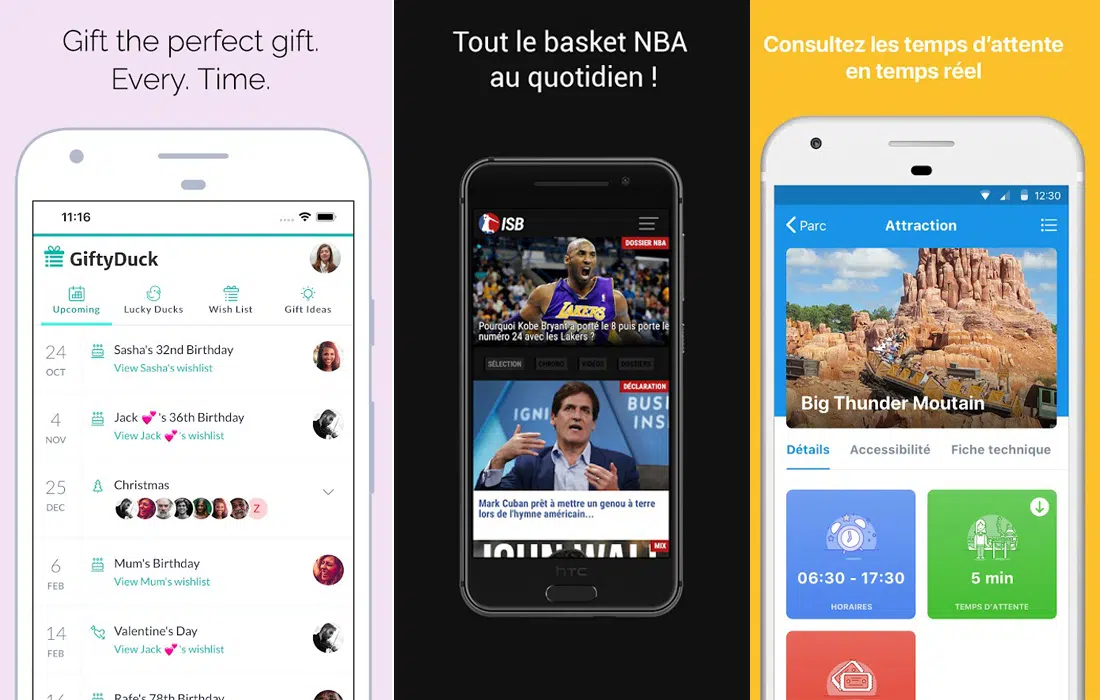 Gift the perfect gift.
Every. Time.
11:16
GiftyDuck
Upcoming
Lucky Ducks
Wish List
Gift Ideas
24
OCT
Sasha's 32nd Birthday
View Sasha's wishlist
4
NOV
Jack 💕's 36th Birthday
View Jack 💕's wishlist
25
DEC
Christmas
Z
6
FEB
Mum's Birthday
View Mum's wishlist
14
FEB
Valentine's Day
View Jack 💕's wishlist
Rafe's 78th Birthday
Tout le basket NBA
au quotidien !
ISB
DOSSIER NBA
LAKERS
Pourquoi Kobe Bryant a porté le 8 puis porte le
numéro 24 avec les Lakers ?
SÉLECTION
CHRONO
VIDÉOS
DOSSIERS
DÉCLARATION
IGNI
BUSI
INS
Mark Cuban prêt à mettre un genou à terre
lors de l'hymne américain...
MIX
JOHN WALL
htc
Consultez les temps d'attente
en temps réel
12:30
Parc
Attraction
Big Thunder Moutain
Détails
Accessibilité
Fiche technique
06:30 - 17:30
HORAIRES
5 min
TEMPS D'ATTENTE